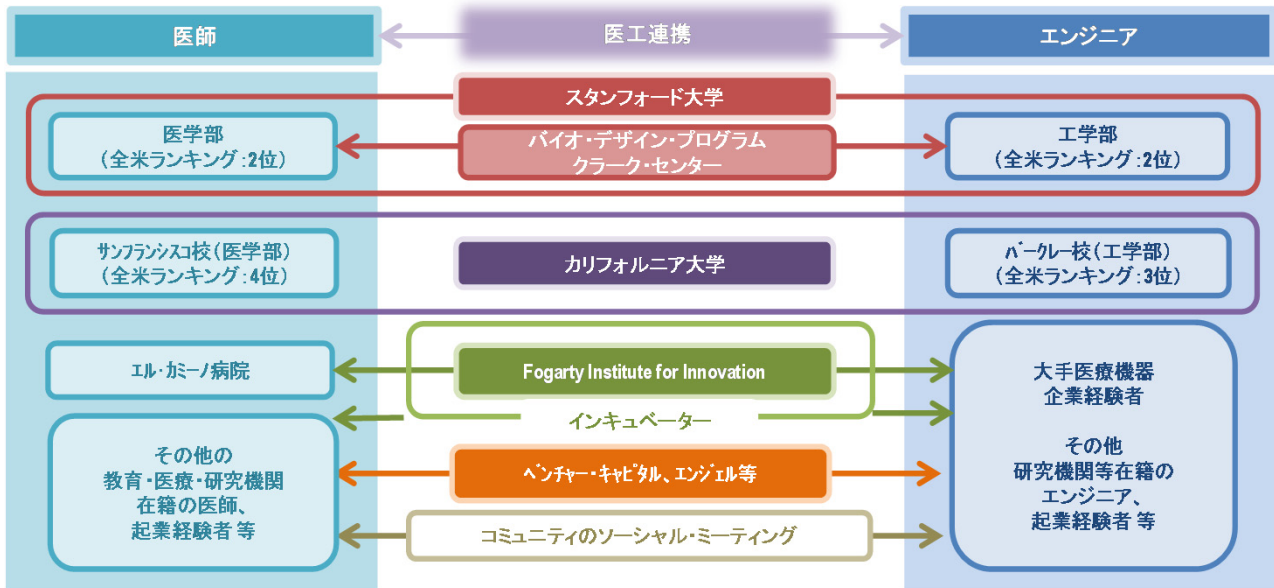 医師
医工連携
エンジニア
スタンフォード大学
医学部
(全米ランキング:2位)
バイオ・デザイン・プログラム
クラーク・センター
工学部
(全米ランキング:2位)
サンフランシスコ校(医学部)
(全米ランキング:4位)
カリフォルニア大学
バークレー校(工学部)
(全米ランキング:3位)
エル・カミーノ病院
Fogarty Institute for Innovation
インキュベーター
大手医療機器
企業経験者
その他
研究機関等在籍の
エンジニア、
起業経験者 等
その他の
教育・医療・研究機関
在籍の医師、
起業経験者 等
ベンチャー・キャピタル、エンジェル等
コミュニティのソーシャル・ミーティング